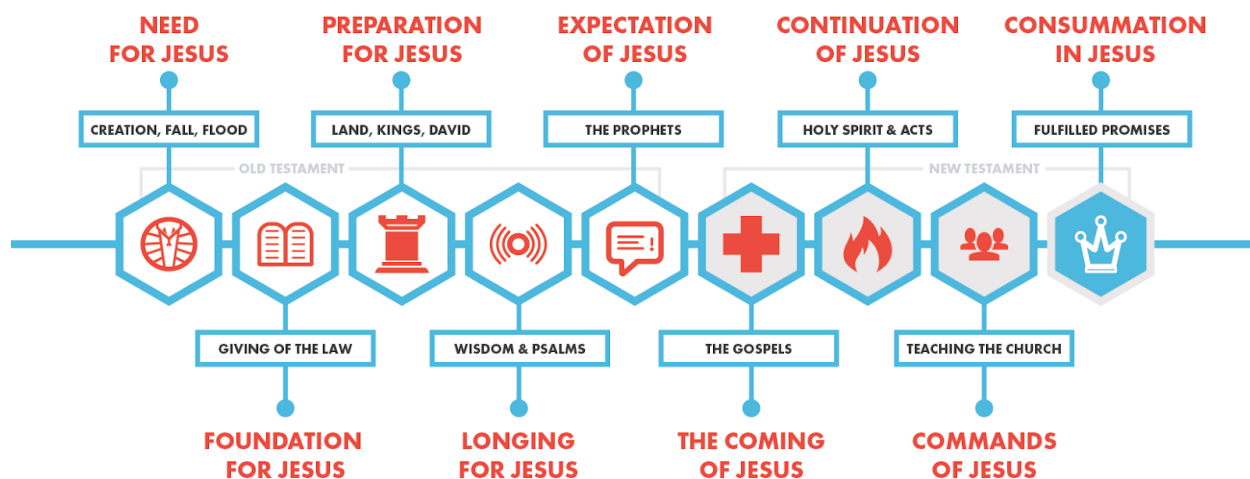 NEED
FOR JESUS
PREPARATION
FOR JESUS
EXPECTATION
OF JESUS
CONTINUATION
OF JESUS
CONSUMMATION
IN JESUS
CREATION, FALL, FLOOD
LAND, KINGS, DAVID
THE PROPHETS
HOLY SPIRIT & ACTS
FULFILLED PROMISES
OLD TESTAMENT
NEW TESTAMENT
!
GIVING OF THE LAW
WISDOM & PSALMS
THE GOSPELS
TEACHING THE CHURCH
FOUNDATION
FOR JESUS
LONGING
FOR JESUS
THE COMING
OF JESUS
COMMANDS
OF JESUS